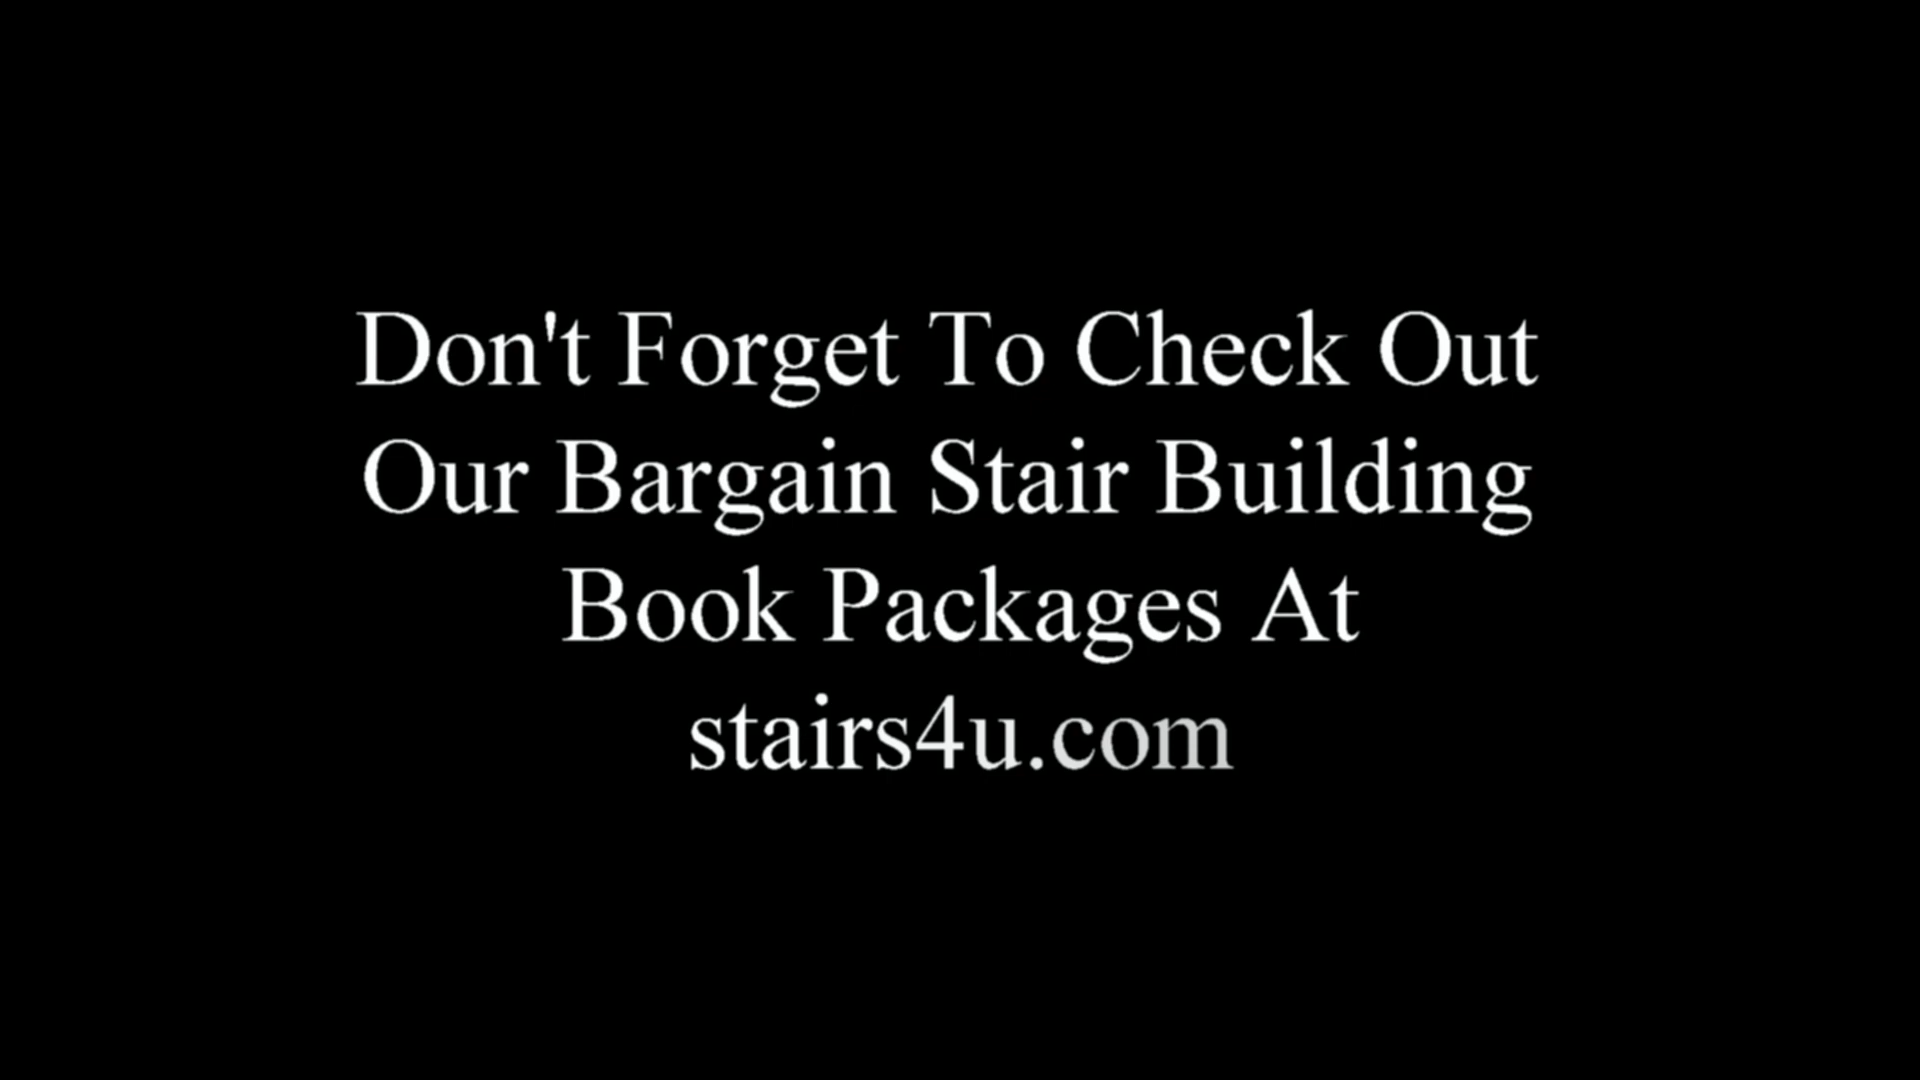 Don't Forget To Check Out
Our Bargain Stair Building
Book Packages At
stairs4u.com